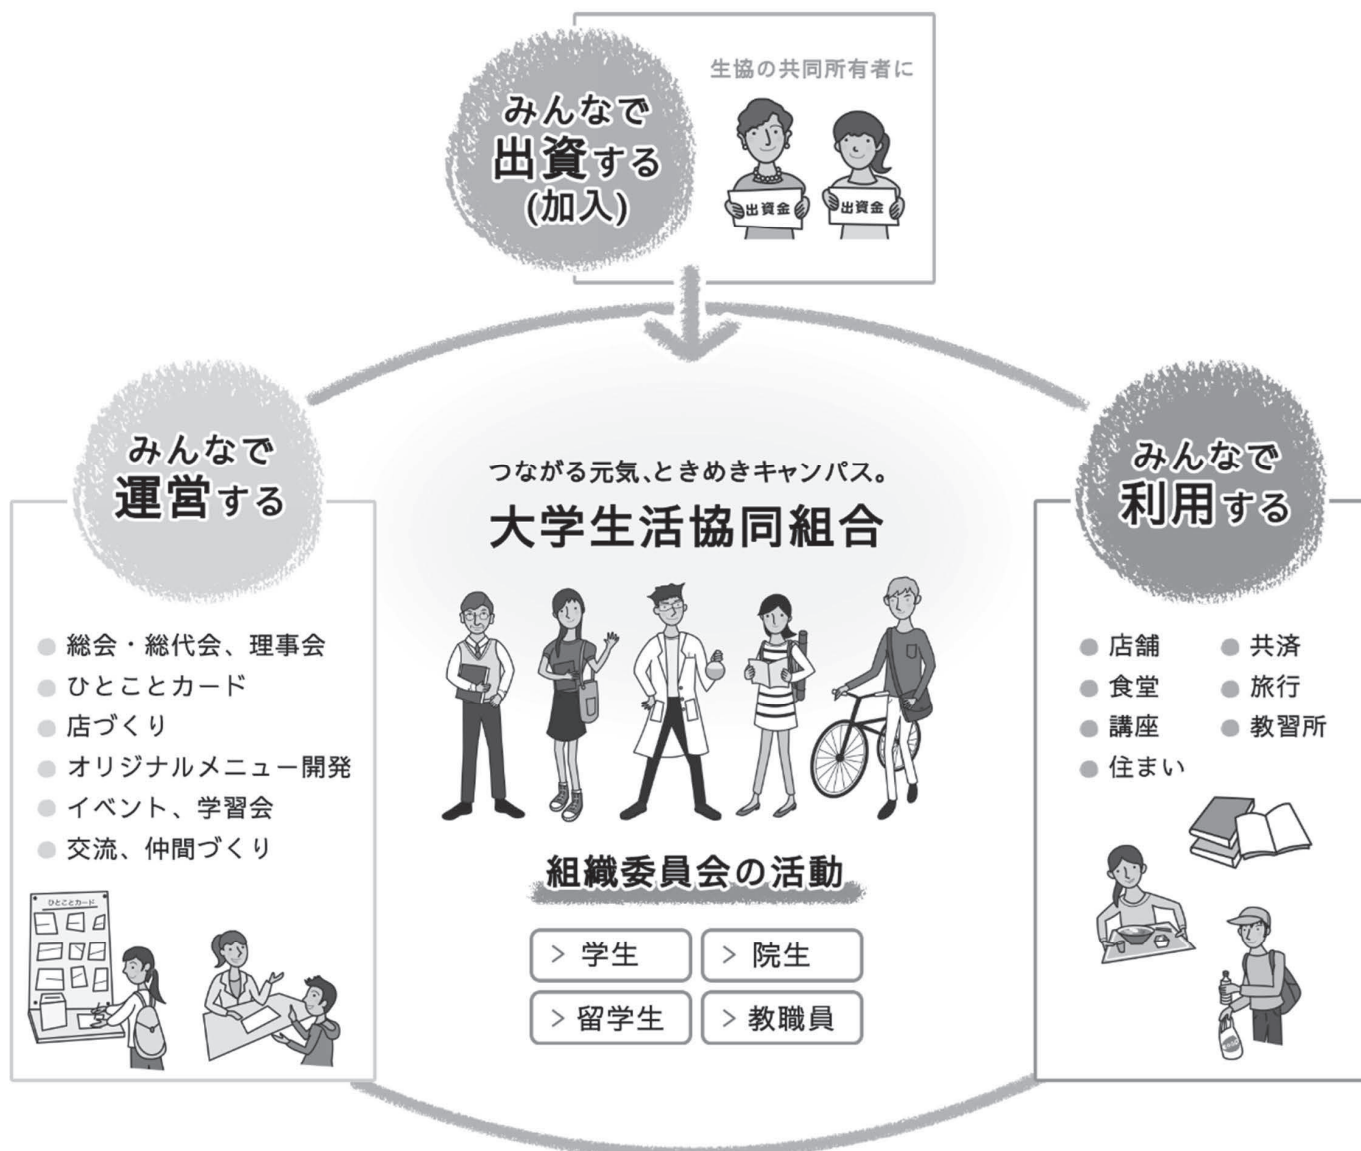 みんなで
出資する
(加入)
生協の共同所有者に
出資金
出資金
みんなで
運営する
総会・総代会、理事会
ひとことカード
店づくり
オリジナルメニュー開発
イベント、学習会
交流、仲間づくり
ひとことカード
つながる元気、ときめきキャンパス。
大学生活協同組合
組織委員会の活動
> 学生
> 院生
> 留学生
> 教職員
みんなで
利用する
店舗
共済
食堂
旅行
講座
教習所
住まい